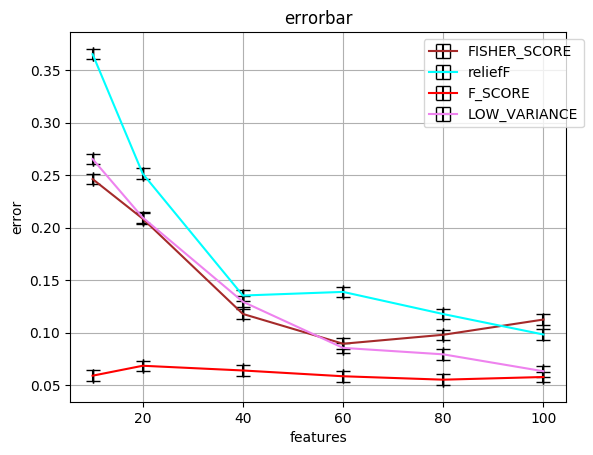 errorbar
FISHER_SCORE
reliefF
F_SCORE
LOW_VARIANCE
error
0.35
0.30
0.25
0.20
0.15
0.10
0.05
20 40 60 80 100
features